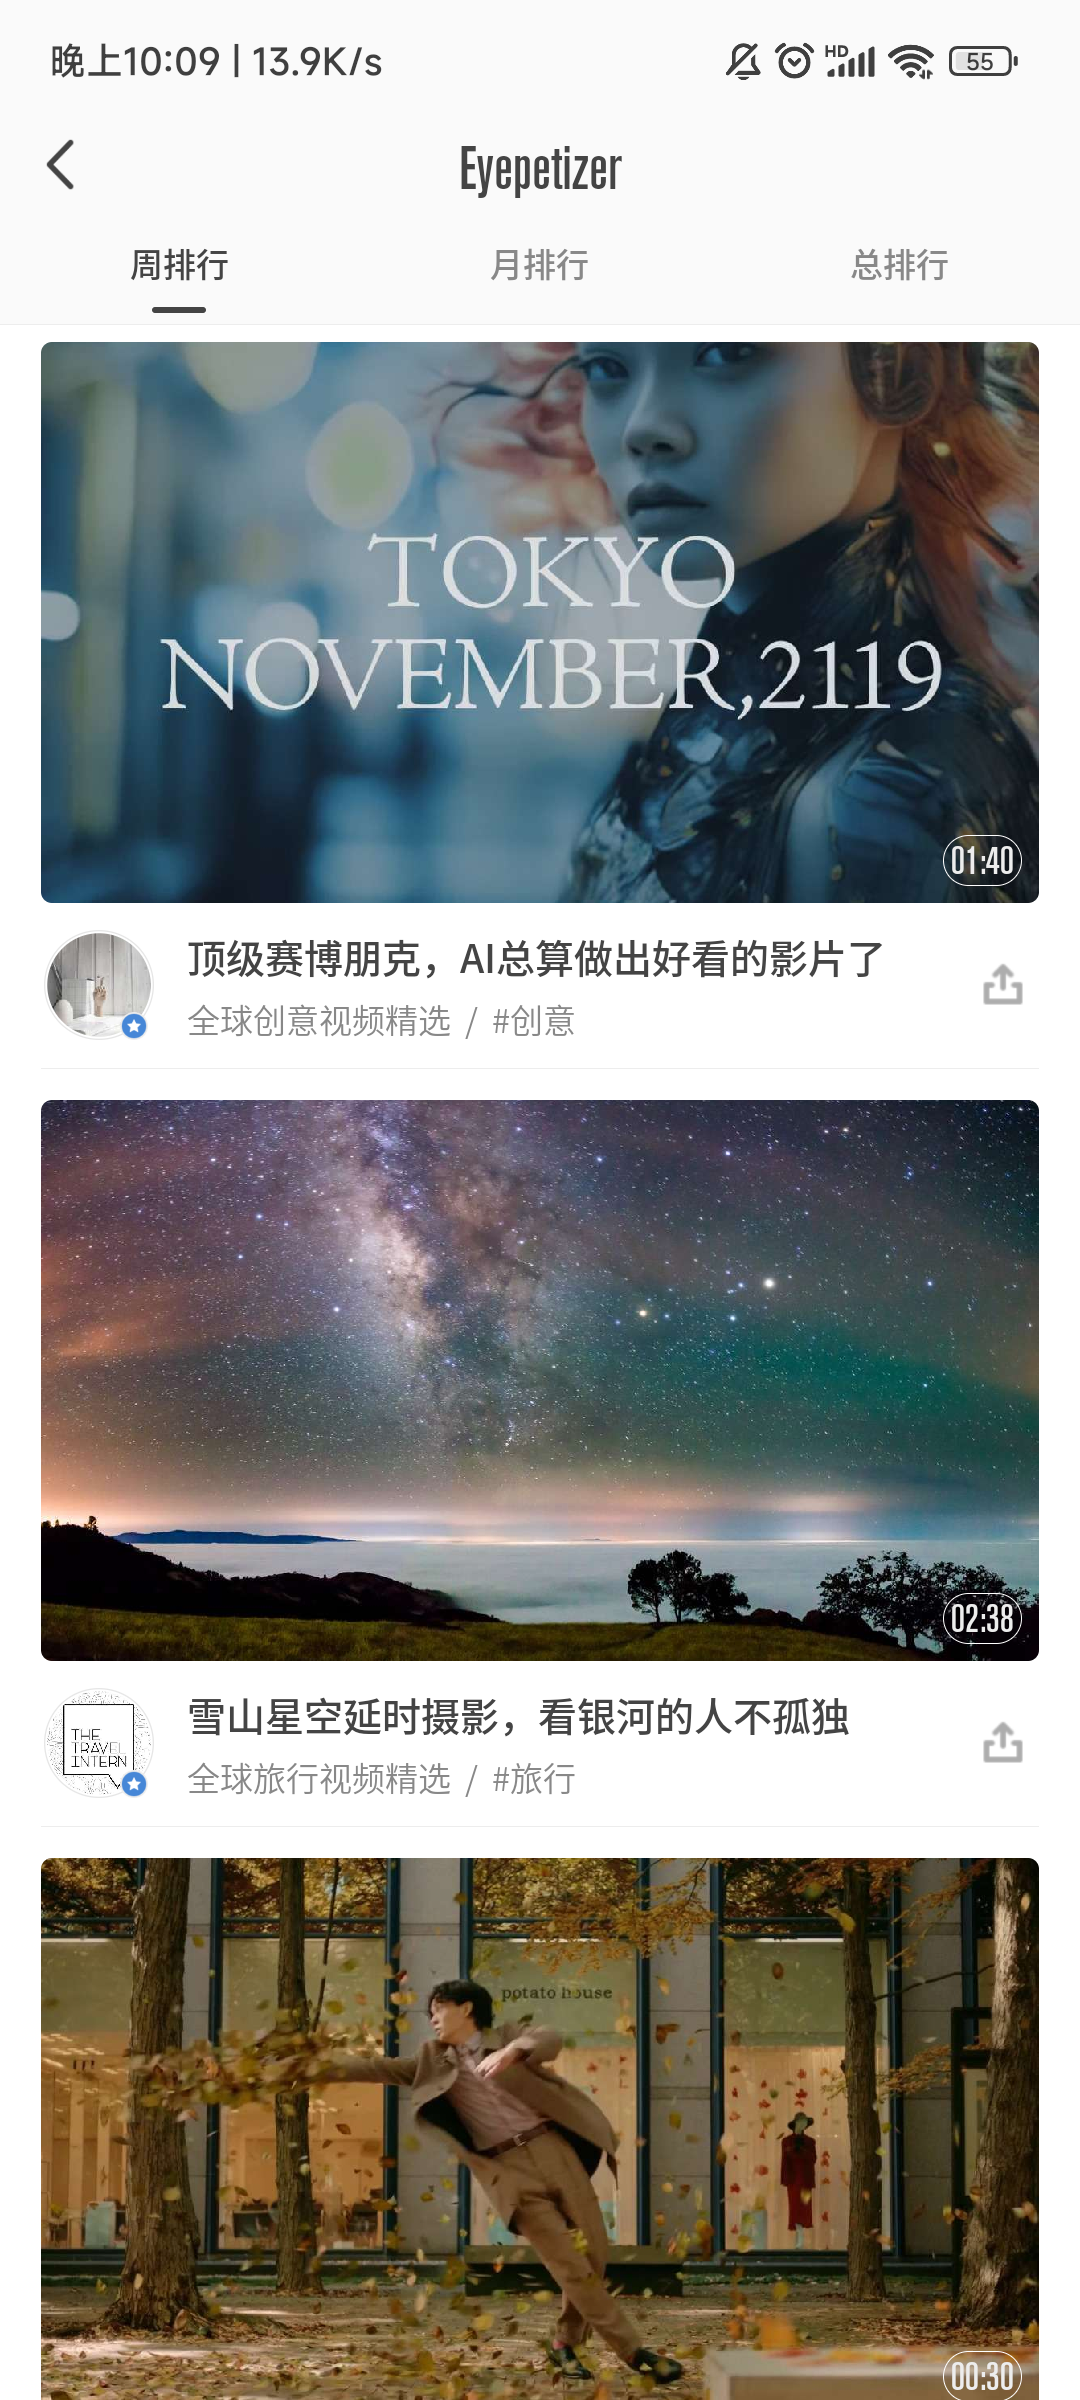 晚上10:09 | 13.9K/s
HD
55
Eyepetizer
周排行
月排行
总排行
TOKYO
NOVEMBER,2119
01:40
顶级赛博朋克，AI总算做出好看的影片了
全球创意视频精选 / #创意
02:38
THE
TRAVEL
INTERN
雪山星空延时摄影，看银河的人不孤独
全球旅行视频精选 / #旅行
potato house
00:30